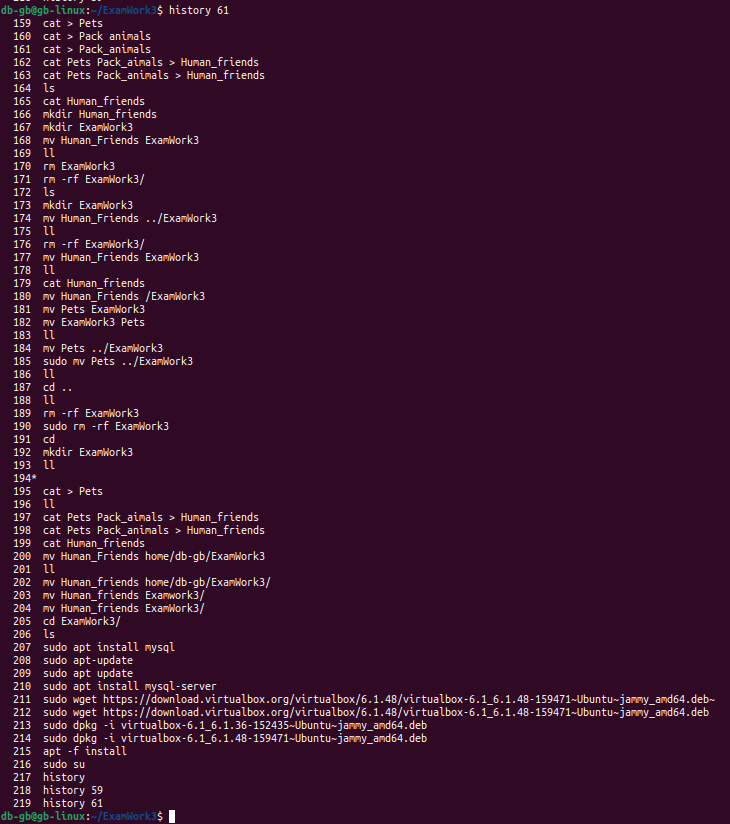 db-gb@gb-linux:~/ExamWork3$ history 61
159 cat > Pets
160 cat > Pack animals
161 cat > Pack_animals
162 cat Pets Pack_aimals > Human_friends
163 cat Pets Pack_animals > Human_friends
164 ls
165 cat Human_friends
166 mkdir Human_friends
167 mkdir ExamWork3
168 mv Human_Friends ExamWork3
169 ll
170 rm ExamWork3
171 rm -rf ExamWork3/
172 ls
173 mkdir ExamWork3
174 mv Human_Friends ../ExamWork3
175 ll
176 rm -rf ExamWork3/
177 mv Human_Friends ExamWork3
178 ll
179 cat Human_friends
180 mv Human_Friends /ExamWork3
181 mv Pets ExamWork3
182 mv ExamWork3 Pets
183 ll
184 mv Pets ../ExamWork3
185 sudo mv Pets ../ExamWork3
186 ll
187 cd ..
188 ll
189 rm -rf ExamWork3
190 sudo rm -rf ExamWork3
191 cd
192 mkdir ExamWork3
193 ll
194*
195 cat > Pets
196 ll
197 cat Pets Pack_aimals > Human_friends
198 cat Pets Pack_animals > Human_friends
199 cat Human_friends
200 mv Human_Friends home/db-gb/ExamWork3
201 ll
202 mv Human_friends home/db-gb/ExamWork3/
203 mv Human_friends Examwork3/
204 mv Human_friends ExamWork3/
205 cd ExamWork3/
206 ls
207 sudo apt install mysql
208 sudo apt-update
209 sudo apt update
210 sudo apt install mysql-server
211 sudo wget https://download.virtualbox.org/virtualbox/6.1.48/virtualbox-6.1_6.1.48-159471~Ubuntu~jammy_amd64.deb~
212 sudo wget https://download.virtualbox.org/virtualbox/6.1.48/virtualbox-6.1_6.1.48-159471~Ubuntu~jammy_amd64.deb
213 sudo dpkg -i virtualbox-6.1_6.1.36-152435~Ubuntu~jammy_amd64.deb
214 sudo dpkg -i virtualbox-6.1_6.1.48-159471~Ubuntu~jammy_amd64.deb
215 apt -f install
216 sudo su
217 history
218 history 59
219 history 61
db-gb@gb-linux:~/ExamWork3$